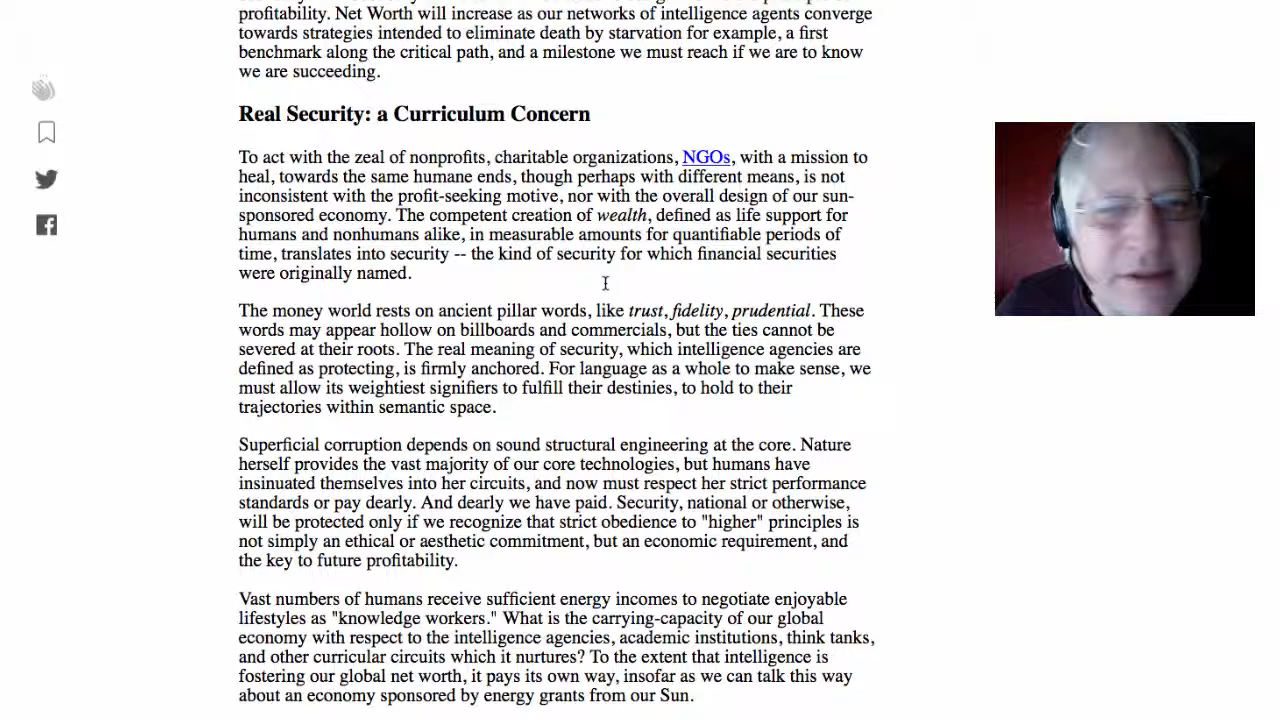 profitability. Net Worth will increase as our networks of intelligence agents converge
towards strategies intended to eliminate death by starvation for example, a first
benchmark along the critical path, and a milestone we must reach if we are to know
we are succeeding.
Real Security: a Curriculum Concern
To act with the zeal of nonprofits, charitable organizations, NGOs, with a mission to
heal, towards the same humane ends, though perhaps with different means, is not
inconsistent with the profit-seeking motive, nor with the overall design of our sun-
sponsored economy. The competent creation of wealth, defined as life support for
humans and nonhumans alike, in measurable amounts for quantifiable periods of
time, translates into security -- the kind of security for which financial securities
were originally named.
The money world rests on ancient pillar words, like trust, fidelity, prudential. These
words may appear hollow on billboards and commercials, but the ties cannot be
severed at their roots. The real meaning of security, which intelligence agencies are
defined as protecting, is firmly anchored. For language as a whole to make sense, we
must allow its weightiest signifiers to fulfill their destinies, to hold to their
trajectories within semantic space.
Superficial corruption depends on sound structural engineering at the core. Nature
herself provides the vast majority of our core technologies, but humans have
insinuated themselves into her circuits, and now must respect her strict performance
standards or pay dearly. And dearly we have paid. Security, national or otherwise,
will be protected only if we recognize that strict obedience to "higher" principles is
not simply an ethical or aesthetic commitment, but an economic requirement, and
the key to future profitability.
Vast numbers of humans receive sufficient energy incomes to negotiate enjoyable
lifestyles as "knowledge workers." What is the carrying-capacity of our global
economy with respect to the intelligence agencies, academic institutions, think tanks,
and other curricular circuits which it nurtures? To the extent that intelligence is
fostering our global net worth, it pays its own way, insofar as we can talk this way
about an economy sponsored by energy grants from our Sun.